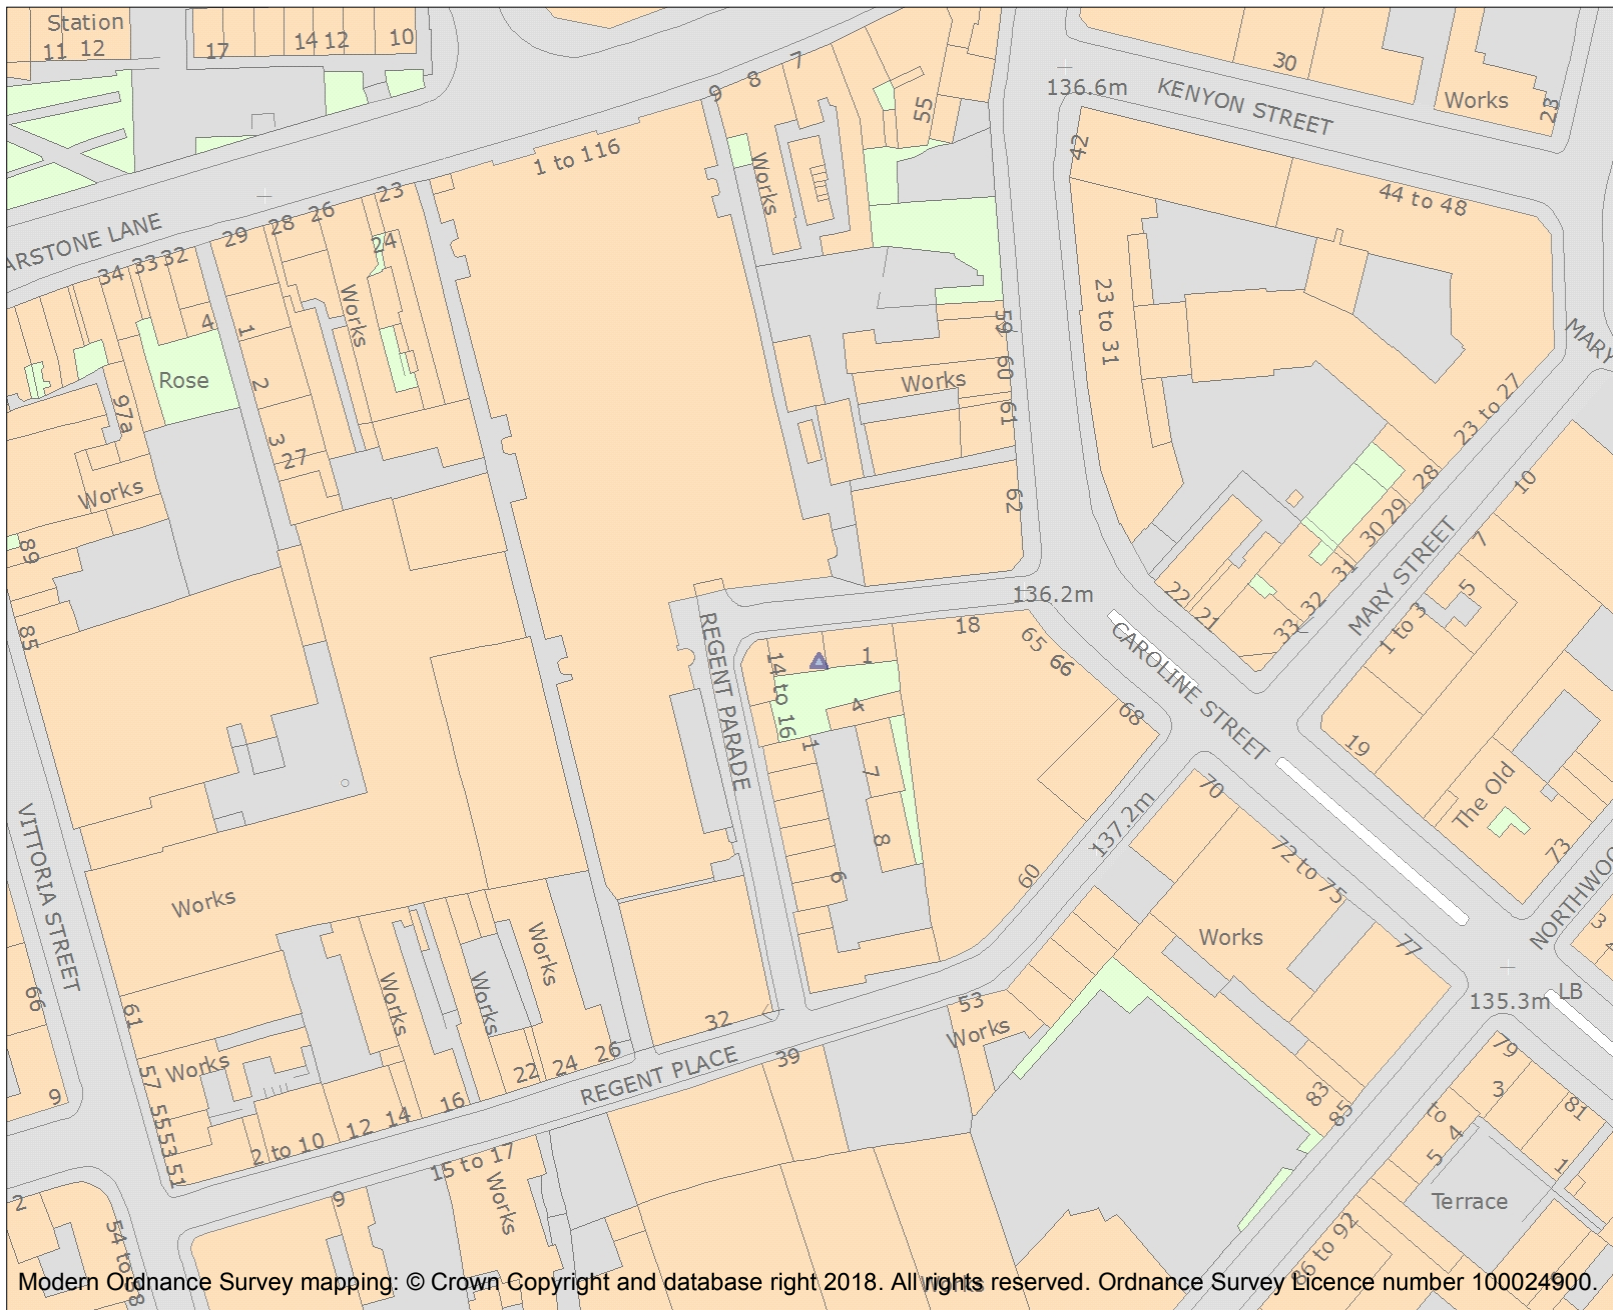 Station
11 12
17
14 12
10
9
8
7
55
136.6m
KENYON STREET
30
Works
23
1 to 116
Works
42
44 to 48
ARSTONE LANE
34
33
32
29
28
26
23
24
4
1
Works
Rose
2
97a
3
27
Works
89
85
59
60
Works
61
62
23 to 31
MARY
23 to 27
28
29
30
31
32
33
10
7
5
1 to 3
MARY STREET
22
21
136.2m
18
65
66
68
CAROLINE STREET
REGENT PARADE
14 to 16
1
4
1
7
8
6
19
The Old
73
NORTHWOO
3
70
72 to 75
137.2m
60
Works
77
135.3m
LB
VITTORIA STREET
Works
66
61
Works
57
55
53
51
9
Works
Works
Works
2 to 10
12
14
16
22
24
26
32
REGENT PLACE
39
53
Works
83
85
79
3
81
to
4
5
1
Terrace
86 to 92
15 to 17
Works
9
2
54 to 58
Works
Modern Ordnance Survey mapping: © Crown Copyright and database right 2018. All rights reserved. Ordnance Survey Licence number 100024900.